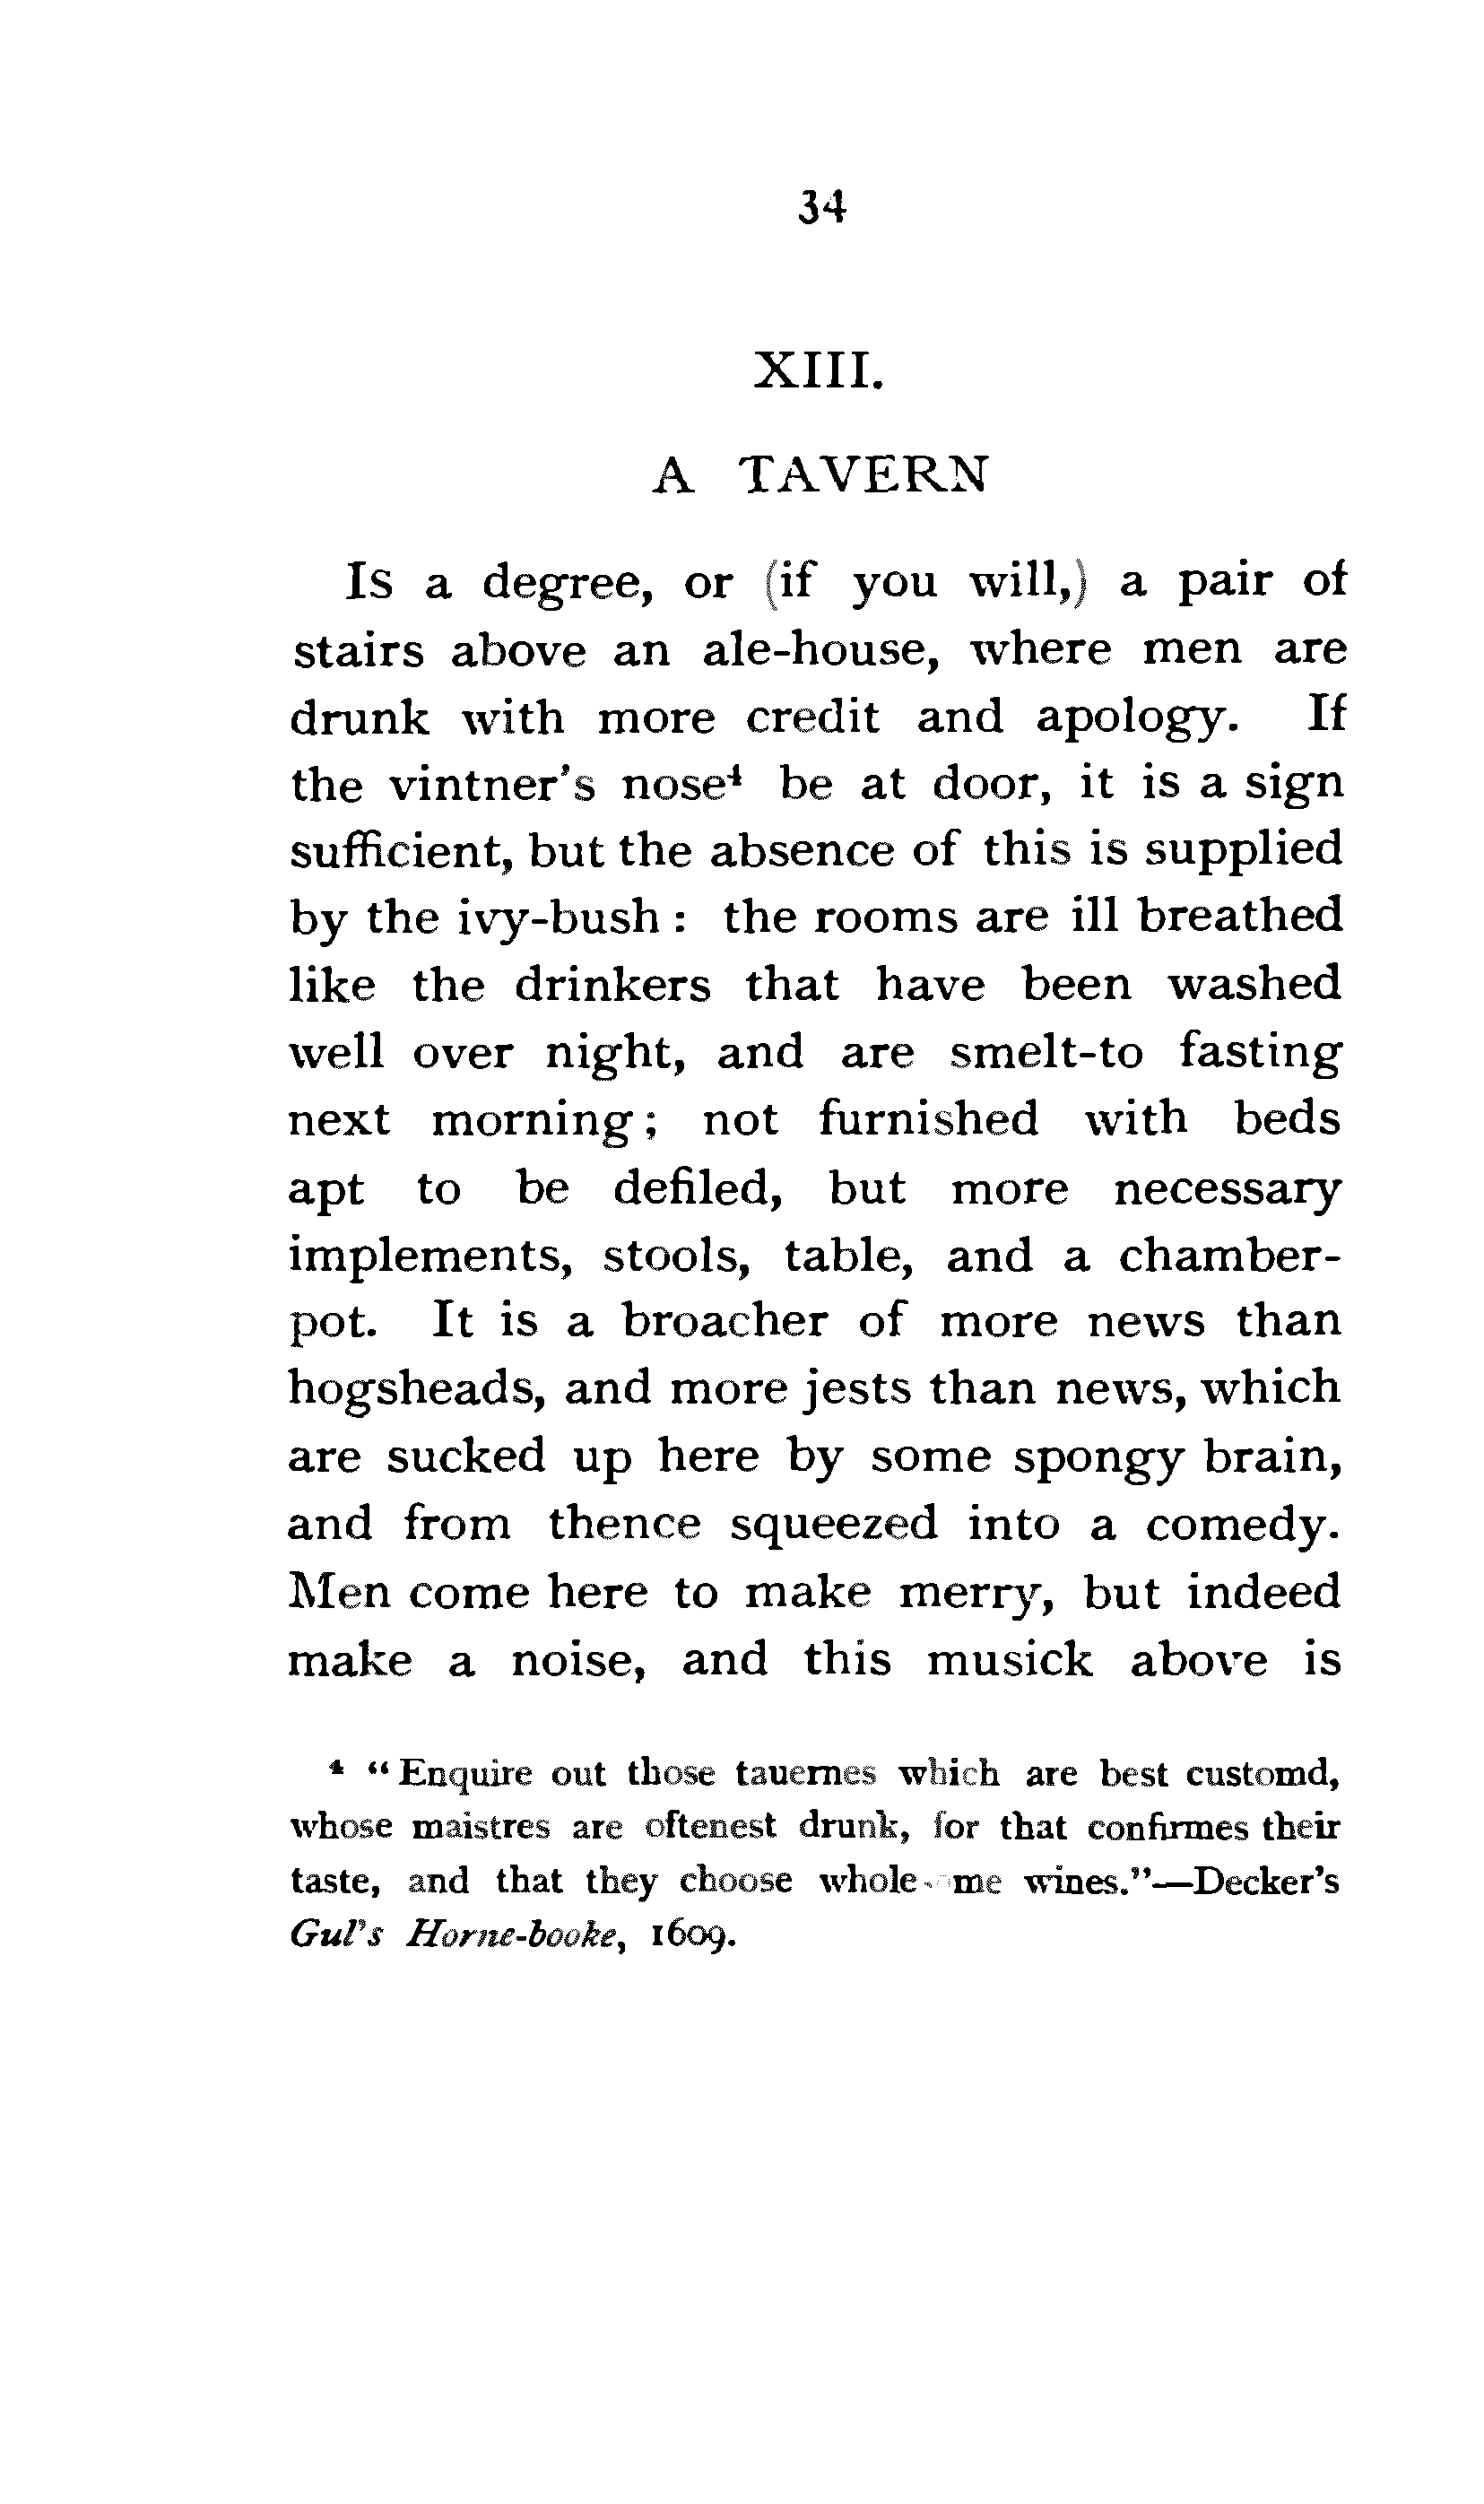 34
XIII.
A TAVERN
Is a degree, or (if you will,) a pair of
stairs above an ale-house, where men are
drunk with more credit and apology. If
the vintner's nose⁴ be at door, it is a sign
sufficient, but the absence of this is supplied
by the ivy-bush : the rooms are ill breathed
like the drinkers that have been washed
well over night, and are smelt-to fasting
next morning ; not furnished with beds
apt to be defiled, but more necessary
implements, stools, table, and a chamber-
pot. It is a broacher of more news than
hogsheads, and more jests than news, which
are sucked up here by some spongy brain,
and from thence squeezed into a comedy.
Men come here to make merry, but indeed
make a noise, and this musick above is
⁴ “ Enquire out those tauernes which are best customd,
whose maistres are oftenest drunk, for that confirmes their
taste, and that they choose wines.”—Decker's
Gul's Horne-booke, 1609.